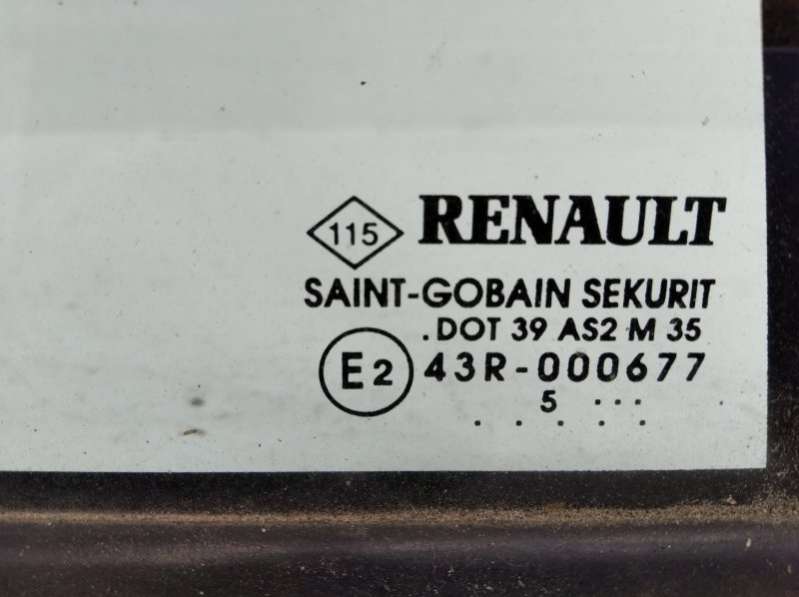 115 RENAULT
SAINT-GOBAIN SEKURIT
.DOT 39 AS2 M 35
E2 43R-000677
5 ...
. . . . .